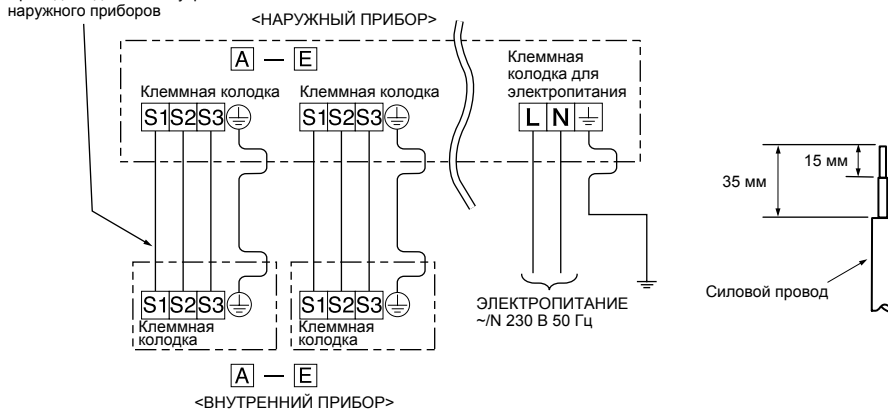 наружного приборов
<НАРУЖНЫЙ ПРИБОР>
A — E
Клеммная колодка
S1 S2 S3
Клеммная колодка
S1 S2 S3
Клеммная
колодка для
электропитания
L N
35 мм
15 мм
Силовой провод
S1 S2 S3
Клеммная
колодка
S1 S2 S3
Клеммная
колодка
ЭЛЕКТРОПИТАНИЕ
~/N 230 В 50 Гц
A — E
<ВНУТРЕННИЙ ПРИБОР>